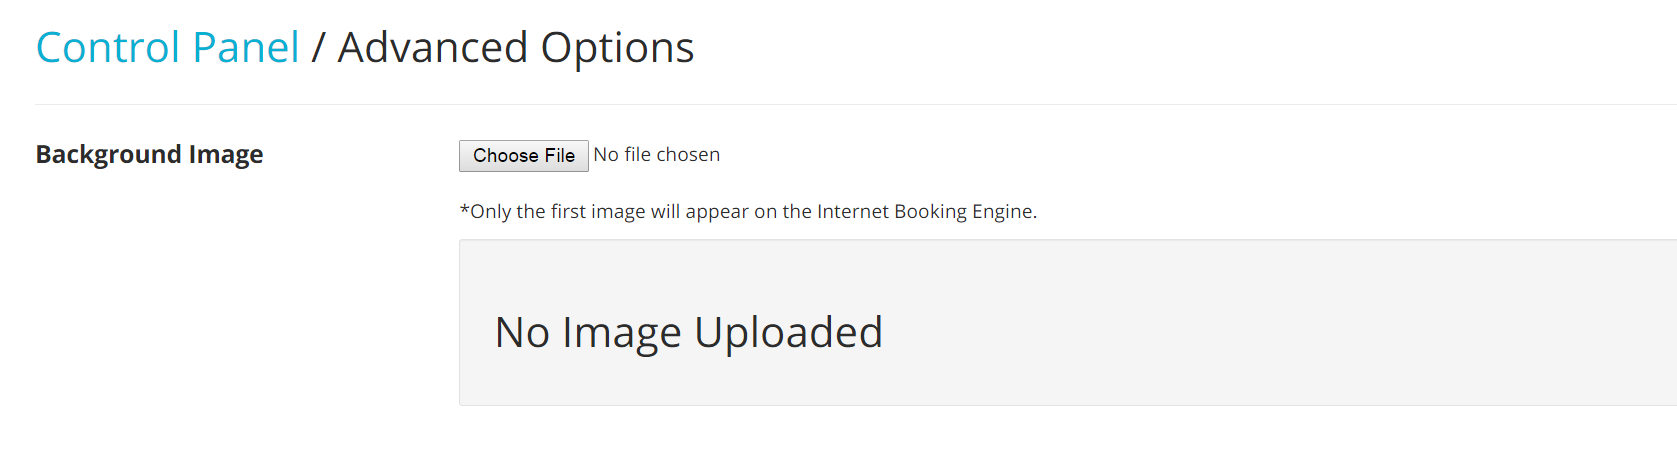 Control Panel / Advanced Options
Background Image
Choose File No file chosen
*Only the first image will appear on the Internet Booking Engine.
No Image Uploaded